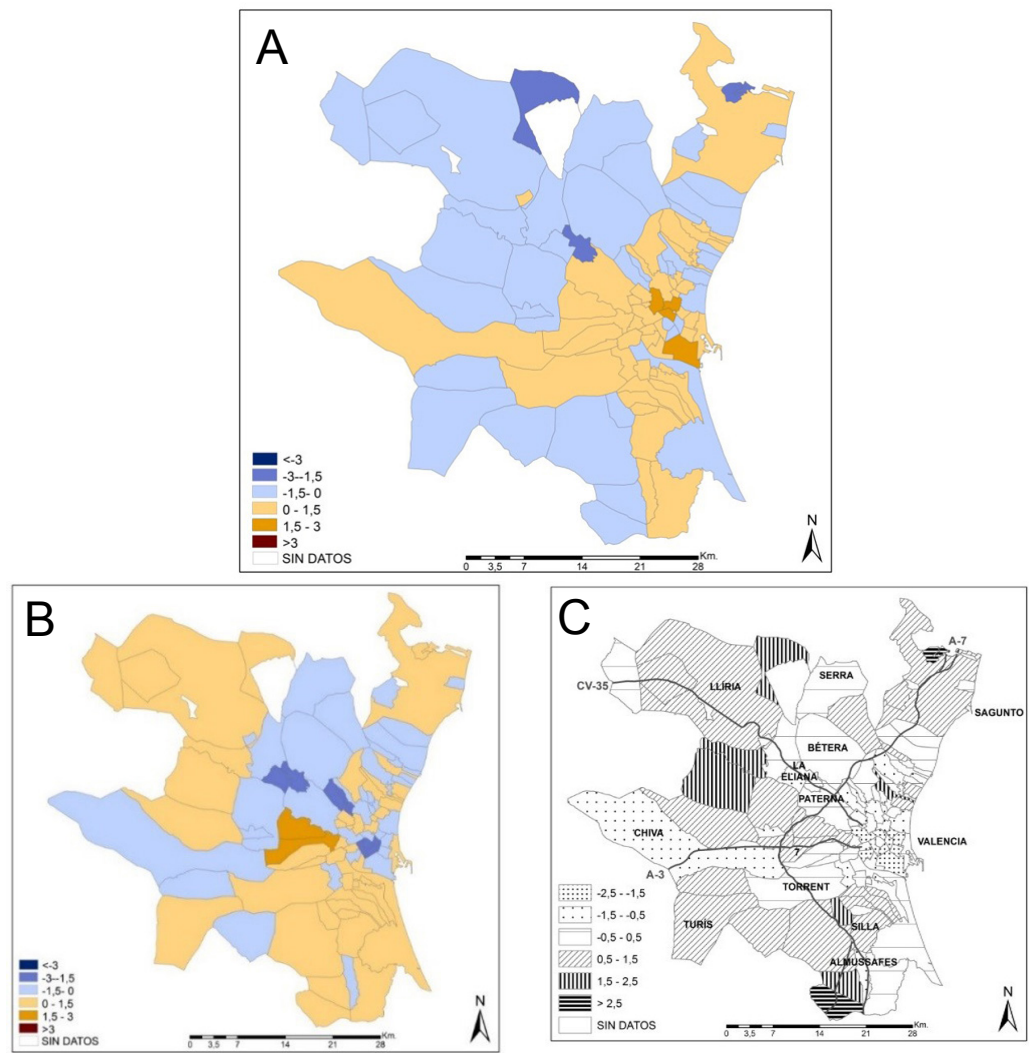 A
<-3
-3--1,5
-1,5- 0
0 - 1,5
1,5 - 3
>3
SIN DATOS
N
Km.
0 3,5 7 14 21 28
B
<-3
-3--1,5
-1,5- 0
0 - 1,5
1,5 - 3
>3
SIN DATOS
N
Km.
0 3,5 7 14 21 28
C
A-7
SERRA
CV-35
LLÍRIA
SAGUNTO
BÉTERA
LA
ELIANA
PATERNA
CHIVA
VALENCIA
7
A-3
TORRENT
TURÍS
SILLA
ALMUSSAFES
-2,5 - -1,5
-1,5 - -0,5
-0,5 - 0,5
0,5 - 1,5
1,5 - 2,5
> 2,5
SIN DATOS
N
Km.
0 3,5 7 14 21 28